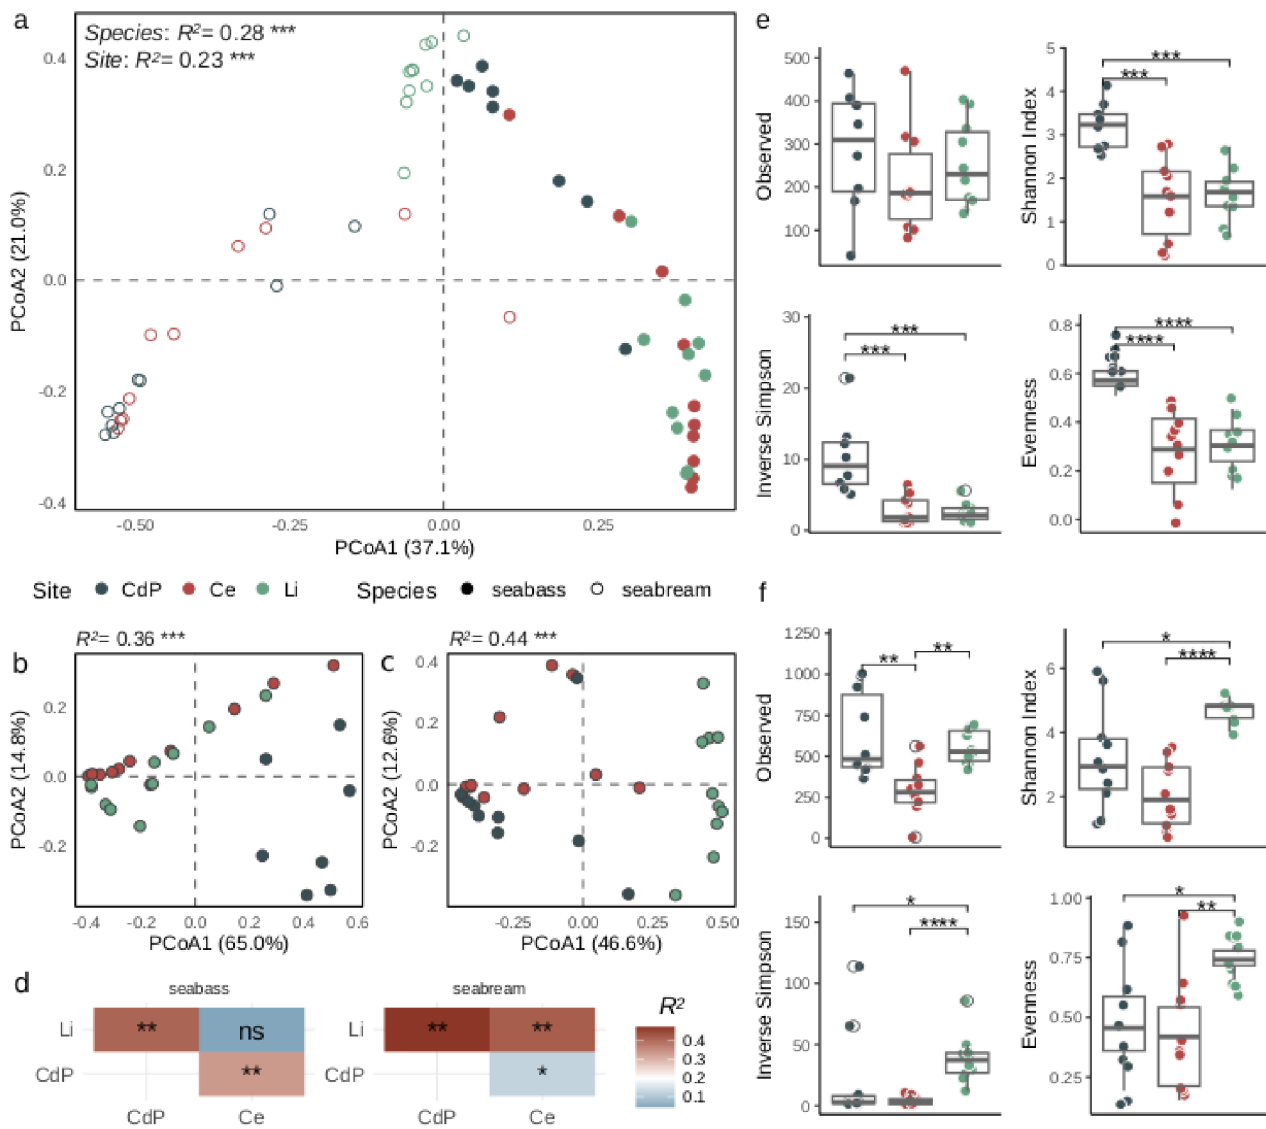 a
Species: R²= 0.28 ***
Site: R²= 0.23 ***
0.4
0.2
0.0
-0.2
-0.4
PCoA2 (21.0%)
-0.50
-0.25
0.00
0.25
PCoA1 (37.1%)
Site
CdP
Ce
Li
Species
seabass
seabream
b
R²= 0.36 ***
0.2
0.0
-0.2
PCoA2 (14.8%)
-0.4
-0.2
0.0
0.2
0.4
0.6
PCoA1 (65.0%)
c
R²= 0.44 ***
0.4
0.2
0.0
-0.2
PCoA2 (12.6%)
-0.25
0.00
0.25
0.50
PCoA1 (46.6%)
d
seabass
Li
**
ns
CdP
**
CdP
Ce
seabream
Li
**
**
CdP
*
CdP
Ce
R²
0.4
0.3
0.2
0.1
e
Observed
500
400
300
200
100
Shannon Index
5
4
3
2
1
0
***
***
Inverse Simpson
30
20
10
0
***
***
Evenness
0.8
0.6
0.4
0.2
0.0
****
****
f
Observed
1250
1000
750
500
250
0
**
**
Shannon Index
6
4
2
*
****
Inverse Simpson
150
100
50
0
*
****
Evenness
1.00
0.75
0.50
0.25
*
**